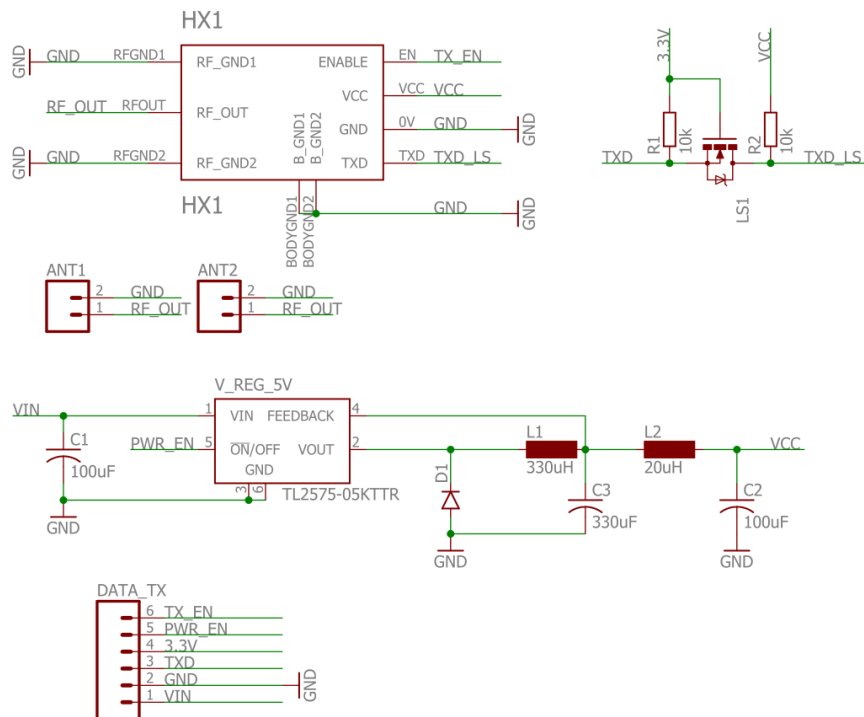 HX1
GND GND RFGND1 RF_GND1 ENABLE EN TX_EN
RF_OUT RFOUT RF_OUT VCC VCC VCC
GND 0V GND GND
GND GND RFGND2 RF_GND2 B_GND1 B_GND2 TXD TXD TXD_LS
HX1
BODYGND1 BODYGND2 GND GND
3.3V VCC
R1 10k R2 10k
TXD TXD_LS
LS1
ANT1 ANT2
2 GND 2 GND
1 RF_OUT 1 RF_OUT
V_REG_5V
VIN 1 VIN FEEDBACK 4
C1 PWR_EN 5 ON/OFF VOUT 2 L1 L2 VCC
100uF GND D1 330uH 20uH
3 6 TL2575-05KTTR C3 C2
330uF 100uF
GND GND GND
DATA_TX
6 TX_EN
5 PWR_EN
4 3.3V
3 TXD
2 GND GND
1 VIN